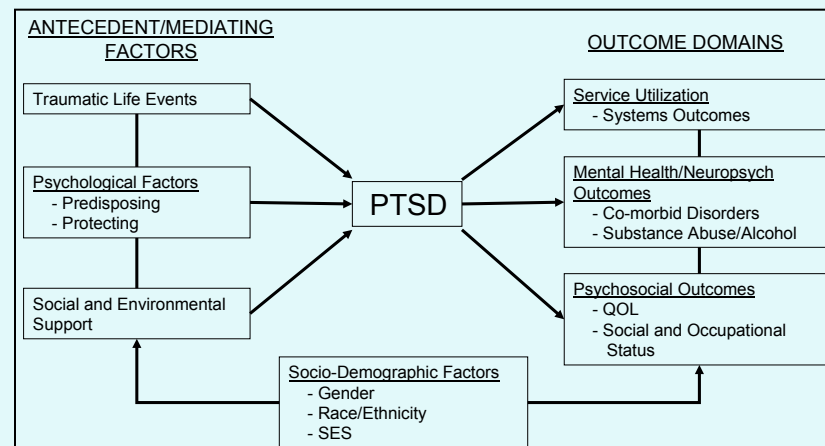 ANTECEDENT/MEDIATING
FACTORS
Traumatic Life Events
Psychological Factors
- Predisposing
- Protecting
Social and Environmental
Support
PTSD
OUTCOME DOMAINS
Service Utilization
- Systems Outcomes
Mental Health/Neuropsych
Outcomes
- Co-morbid Disorders
- Substance Abuse/Alcohol
Psychosocial Outcomes
- QOL
- Social and Occupational
Status
Socio-Demographic Factors
- Gender
- Race/Ethnicity
- SES